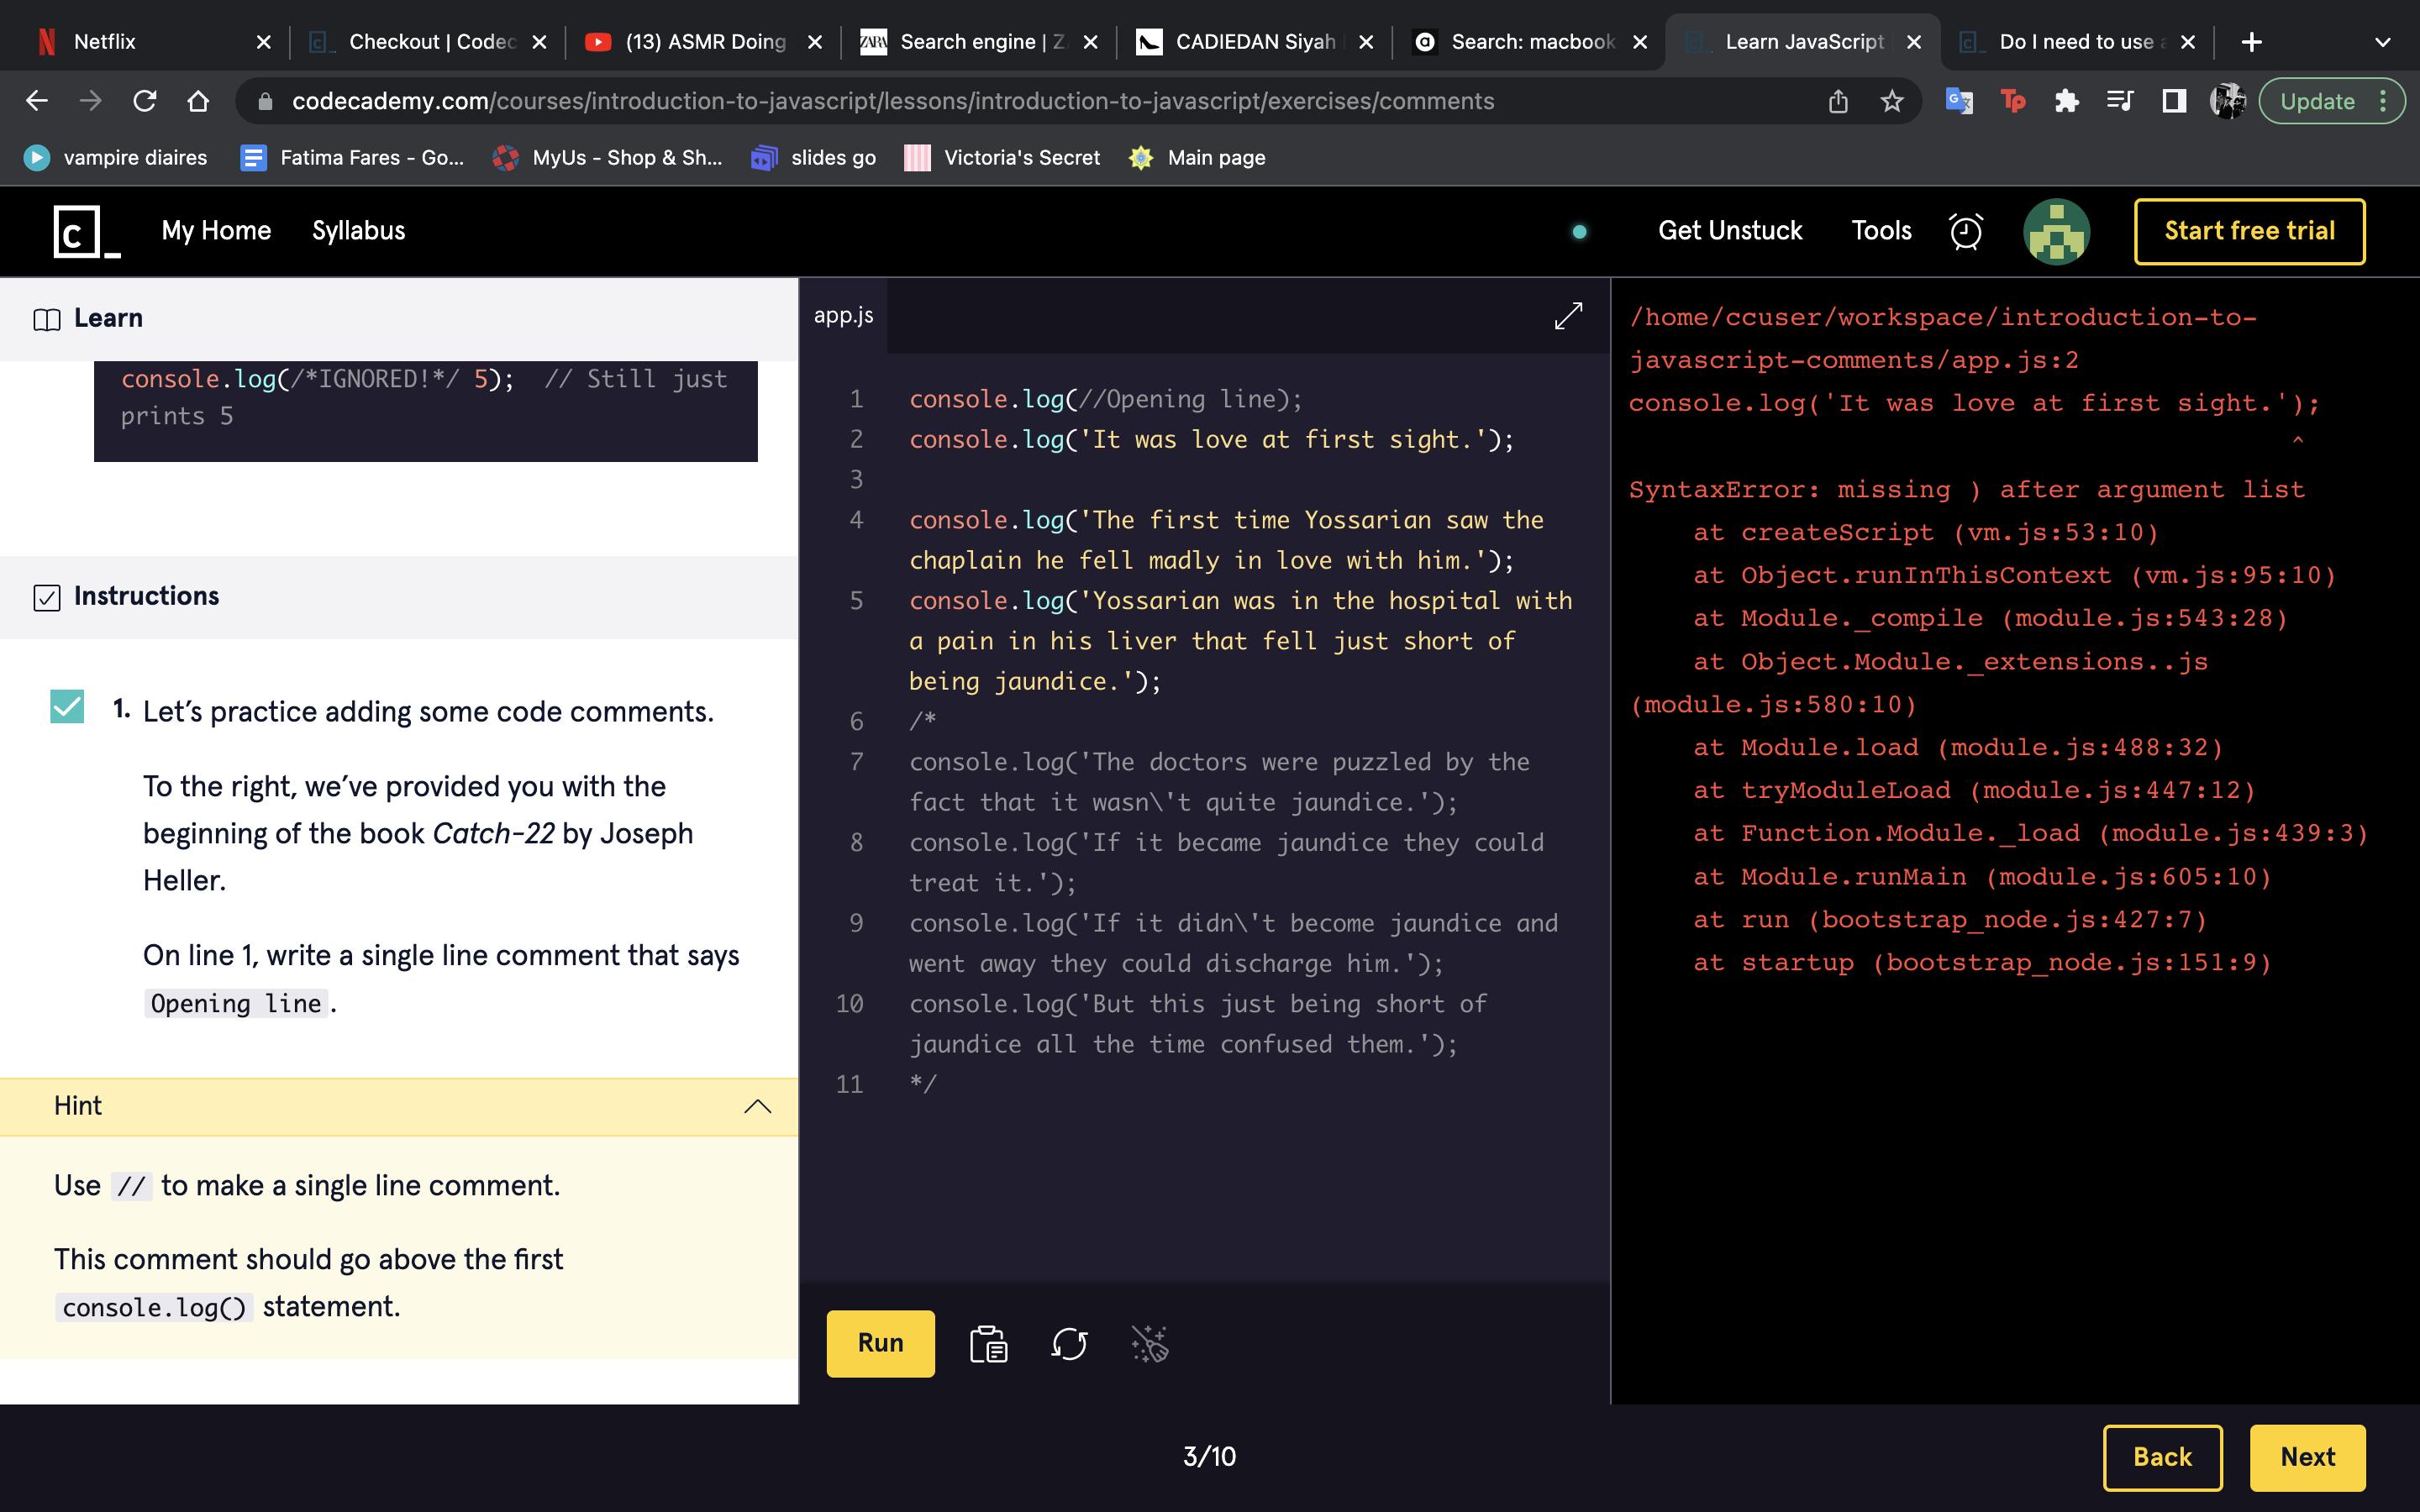 Netflix
Checkout | Codec
(13) ASMR Doing
ZARA
Search engine | Z
CADIEDAN Siyah
Search: macbook
Learn JavaScript
Do I need to use a
codecademy.com/courses/introduction-to-javascript/lessons/introduction-to-javascript/exercises/comments
Tp
Update
vampire diaires
Fatima Fares - Go...
MyUs - Shop & Sh...
slides go
Victoria's Secret
Main page
c_
My Home
Syllabus
Get Unstuck
Tools
Start free trial
Learn
console.log(/*IGNORED!*/ 5);  // Still just
prints 5
Instructions
1. Let’s practice adding some code comments.
To the right, we’ve provided you with the
beginning of the book Catch-22 by Joseph
Heller.
On line 1, write a single line comment that says
Opening line.
Hint
Use // to make a single line comment.
This comment should go above the first
console.log() statement.
app.js
1 console.log(//Opening line);
2 console.log('It was love at first sight.');
3
4 console.log('The first time Yossarian saw the
chaplain he fell madly in love with him.');
5 console.log('Yossarian was in the hospital with
a pain in his liver that fell just short of
being jaundice.');
6 /*
7 console.log('The doctors were puzzled by the
fact that it wasn\'t quite jaundice.');
8 console.log('If it became jaundice they could
treat it.');
9 console.log('If it didn\'t become jaundice and
went away they could discharge him.');
10 console.log('But this just being short of
jaundice all the time confused them.');
11 */
Run
/home/ccuser/workspace/introduction-to-
javascript-comments/app.js:2
console.log('It was love at first sight.');
^
SyntaxError: missing ) after argument list
at createScript (vm.js:53:10)
at Object.runInThisContext (vm.js:95:10)
at Module._compile (module.js:543:28)
at Object.Module._extensions..js
(module.js:580:10)
at Module.load (module.js:488:32)
at tryModuleLoad (module.js:447:12)
at Function.Module._load (module.js:439:3)
at Module.runMain (module.js:605:10)
at run (bootstrap_node.js:427:7)
at startup (bootstrap_node.js:151:9)
3/10
Back
Next